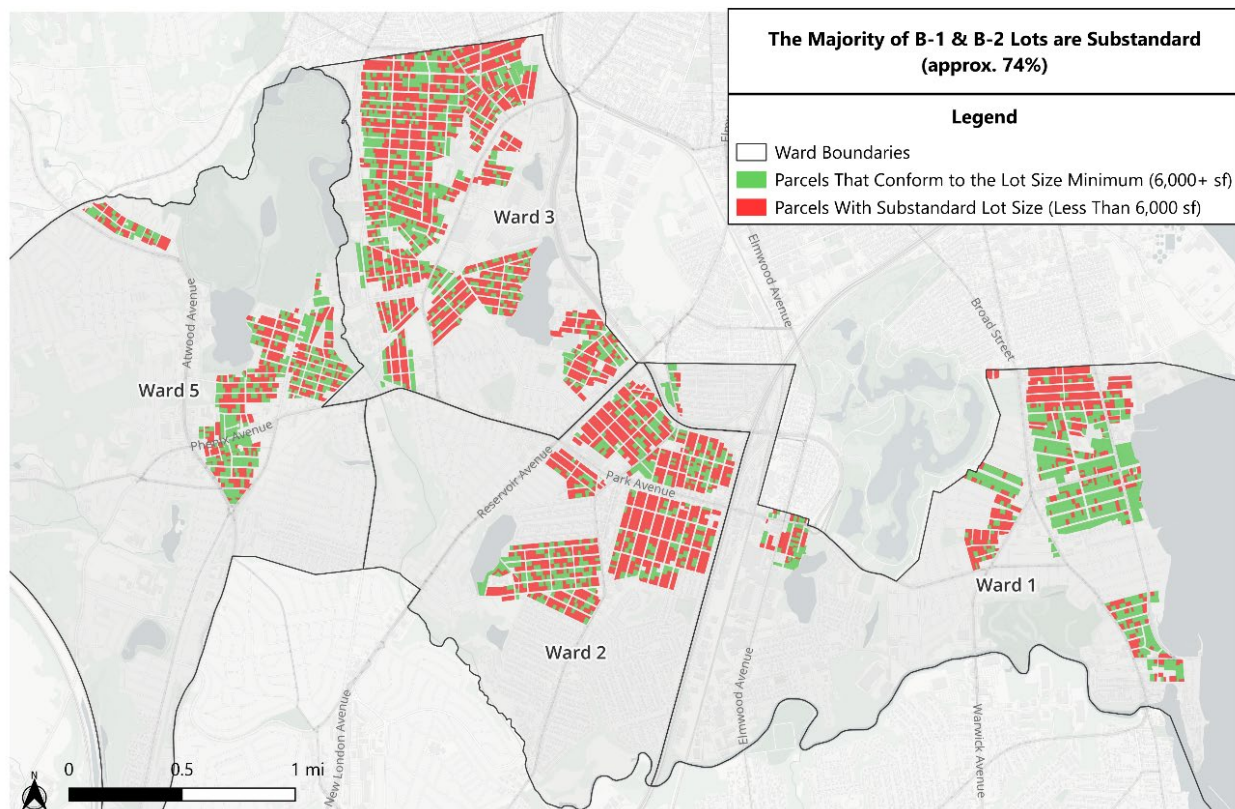 The Majority of B-1 & B-2 Lots are Substandard
(approx. 74%)
Legend
Ward Boundaries
Parcels That Conform to the Lot Size Minimum (6,000+ sf)
Parcels With Substandard Lot Size (Less Than 6,000 sf)
Ward 3
Elmwood Avenue
Broad Street
Atwood Avenue
Ward 5
Phenix Avenue
Reservoir Avenue
Park Avenue
Ward 1
Ward 2
Elmwood Avenue
Warwick Avenue
New London Avenue
N
0 0.5 1 mi